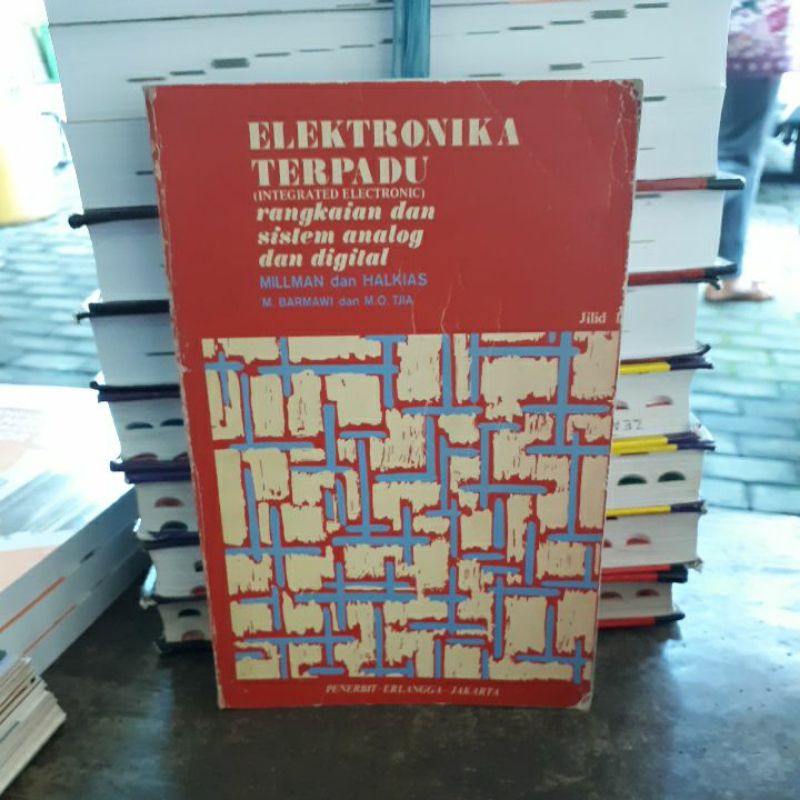 ELEKTRONIKA
TERPADU
(INTEGRATED ELECTRONIC)
rangkaian dan
sistem analog
dan digital
MILLMAN dan HALKIAS
M. BARMAWI dan M.O. TJIA
Jilid
PENERBIT - ERLANGGA - JAKARTA